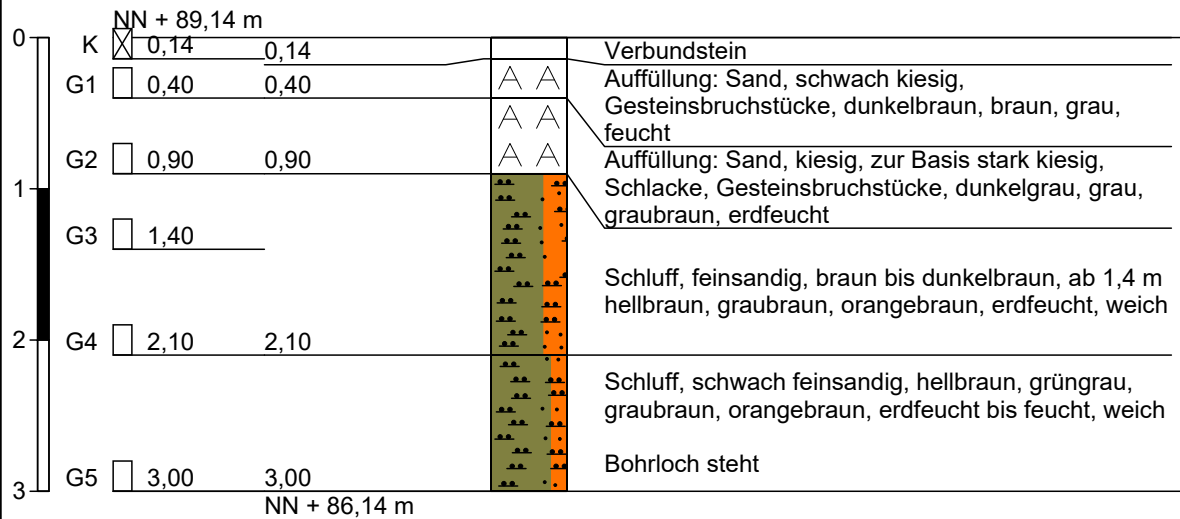 NN + 89,14 m
0
K 0,14 0,14 Verbundstein
G1 0,40 0,40 Auffüllung: Sand, schwach kiesig,
Gesteinsbruchstücke, dunkelbraun, braun, grau,
feucht
G2 0,90 0,90 Auffüllung: Sand, kiesig, zur Basis stark kiesig,
1 Schlacke, Gesteinsbruchstücke, dunkelgrau, grau,
graubraun, erdfeucht
G3 1,40
Schluff, feinsandig, braun bis dunkelbraun, ab 1,4 m
hellbraun, graubraun, orangebraun, erdfeucht, weich
2 G4 2,10 2,10
Schluff, schwach feinsandig, hellbraun, grüngrau,
graubraun, orangebraun, erdfeucht bis feucht, weich
Bohrloch steht
3 G5 3,00 3,00
NN + 86,14 m
A A
A A
A A